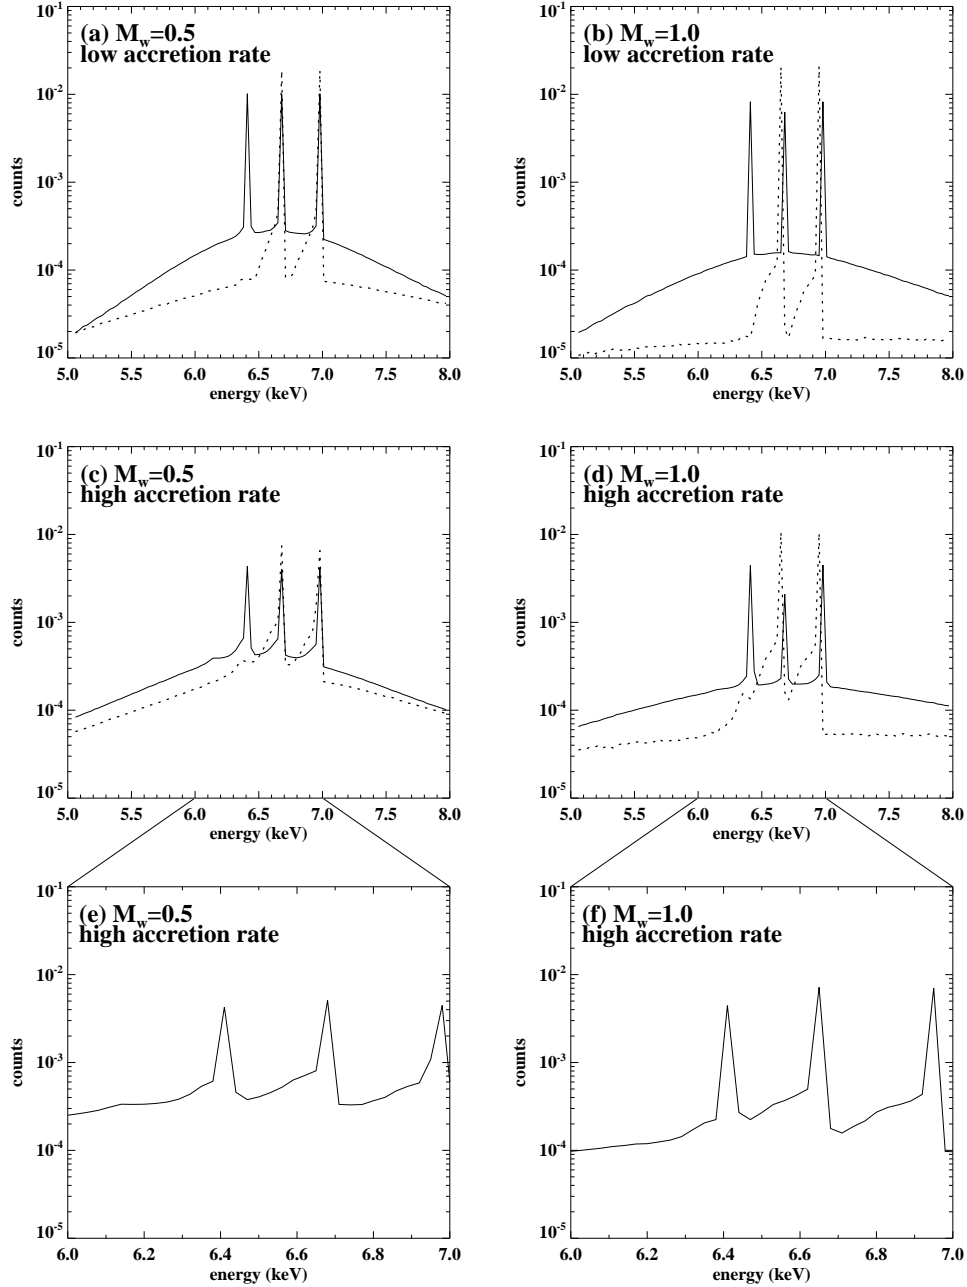 (a) M_w=0.5
low accretion rate
10^-1
10^-2
10^-3
10^-4
10^-5
counts
5.0 5.5 6.0 6.5 7.0 7.5 8.0
energy (keV)
(b) M_w=1.0
low accretion rate
10^-1
10^-2
10^-3
10^-4
10^-5
counts
5.0 5.5 6.0 6.5 7.0 7.5 8.0
energy (keV)
(c) M_w=0.5
high accretion rate
10^-1
10^-2
10^-3
10^-4
10^-5
counts
5.0 5.5 6.0 6.5 7.0 7.5 8.0
energy (keV)
(d) M_w=1.0
high accretion rate
10^-1
10^-2
10^-3
10^-4
10^-5
counts
5.0 5.5 6.0 6.5 7.0 7.5 8.0
energy (keV)
(e) M_w=0.5
high accretion rate
10^-1
10^-2
10^-3
10^-4
10^-5
counts
6.0 6.2 6.4 6.6 6.8 7.0
energy (keV)
(f) M_w=1.0
high accretion rate
10^-1
10^-2
10^-3
10^-4
10^-5
counts
6.0 6.2 6.4 6.6 6.8 7.0
energy (keV)